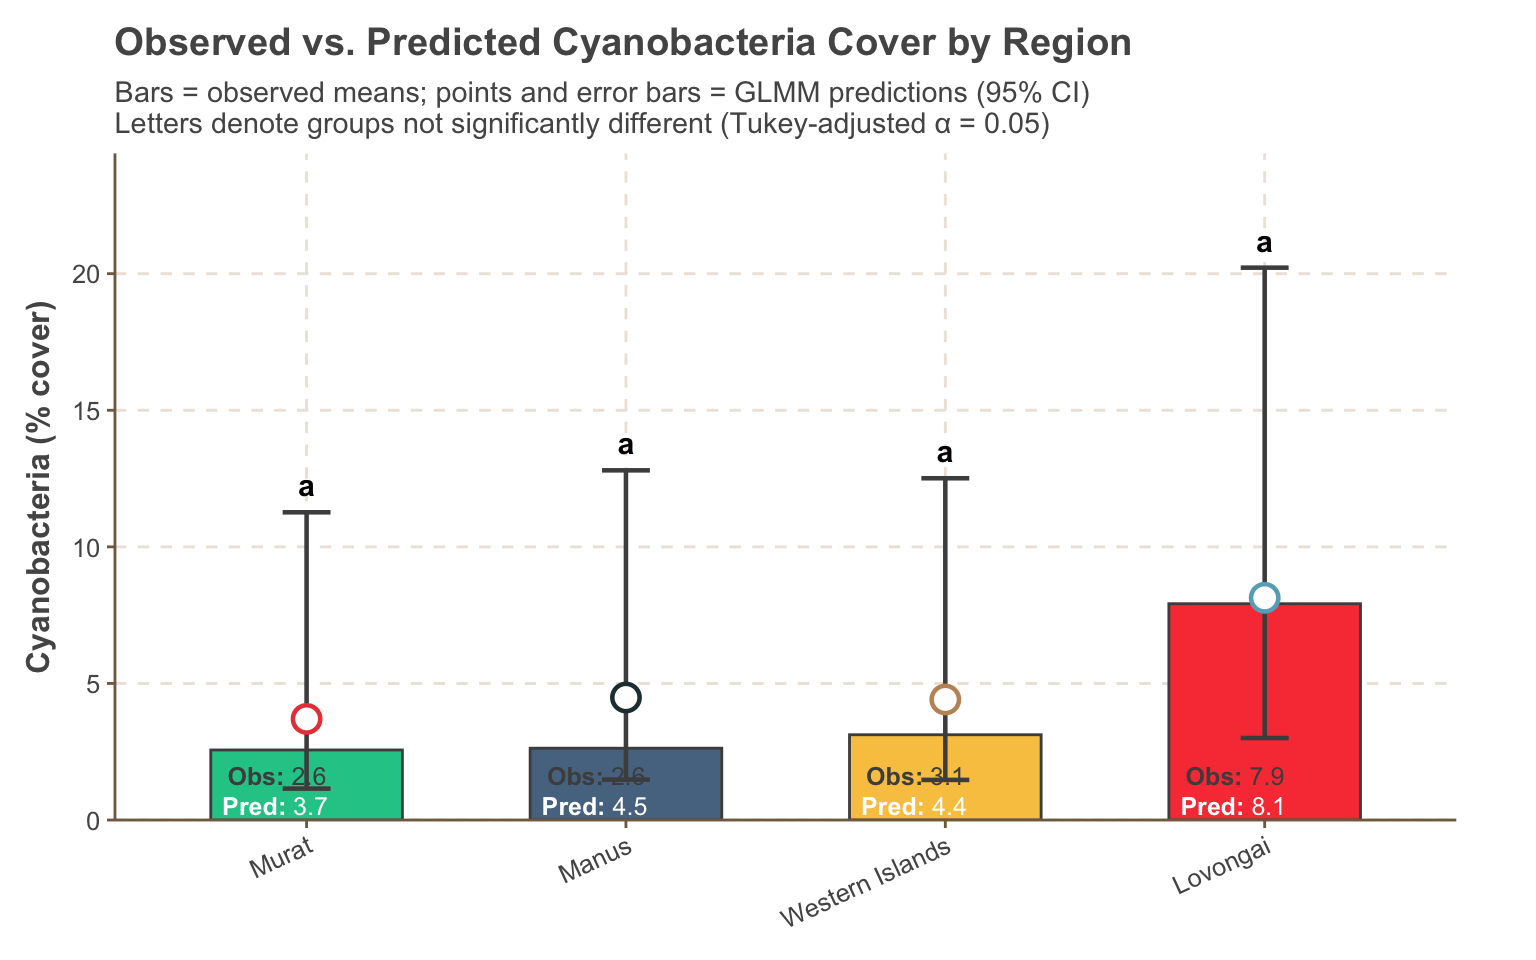 Observed vs. Predicted Cyanobacteria Cover by Region
Bars = observed means; points and error bars = GLMM predictions (95% CI)
Letters denote groups not significantly different (Tukey-adjusted α = 0.05)
Cyanobacteria (% cover)
20
15
10
5
0
a
a
a
a
Obs: 2.6
Pred: 3.7
Obs: 2.6
Pred: 4.5
Obs: 3.1
Pred: 4.4
Obs: 7.9
Pred: 8.1
Murat
Manus
Western Islands
Lovongai